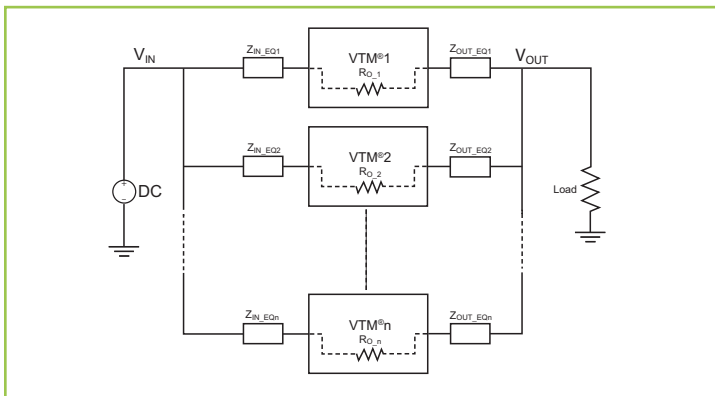 V_IN
Z_IN_EQ1
VTM®1
R_O_1
Z_OUT_EQ1
V_OUT
Z_IN_EQ2
VTM®2
R_O_2
Z_OUT_EQ2
+
−
DC
Load
Z_IN_EQn
VTM®n
R_O_n
Z_OUT_EQn